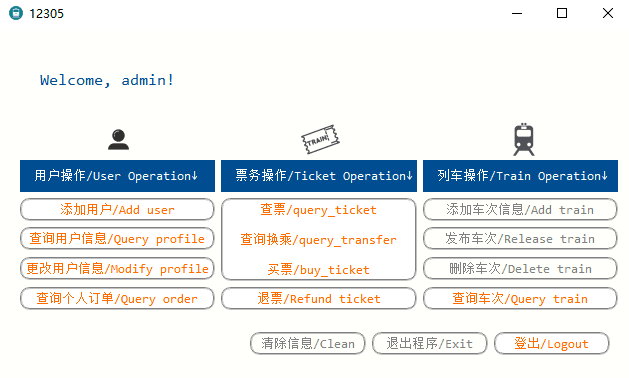 12305
Welcome, admin!
TRAIN
用户操作/User Operation↓
票务操作/Ticket Operation↓
列车操作/Train Operation↓
添加用户/Add user
查票/query_ticket
添加车次信息/Add train
查询用户信息/Query profile
查询换乘/query_transfer
发布车次/Release train
更改用户信息/Modify profile
买票/buy_ticket
删除车次/Delete train
查询个人订单/Query order
退票/Refund ticket
查询车次/Query train
清除信息/Clean
退出程序/Exit
登出/Logout